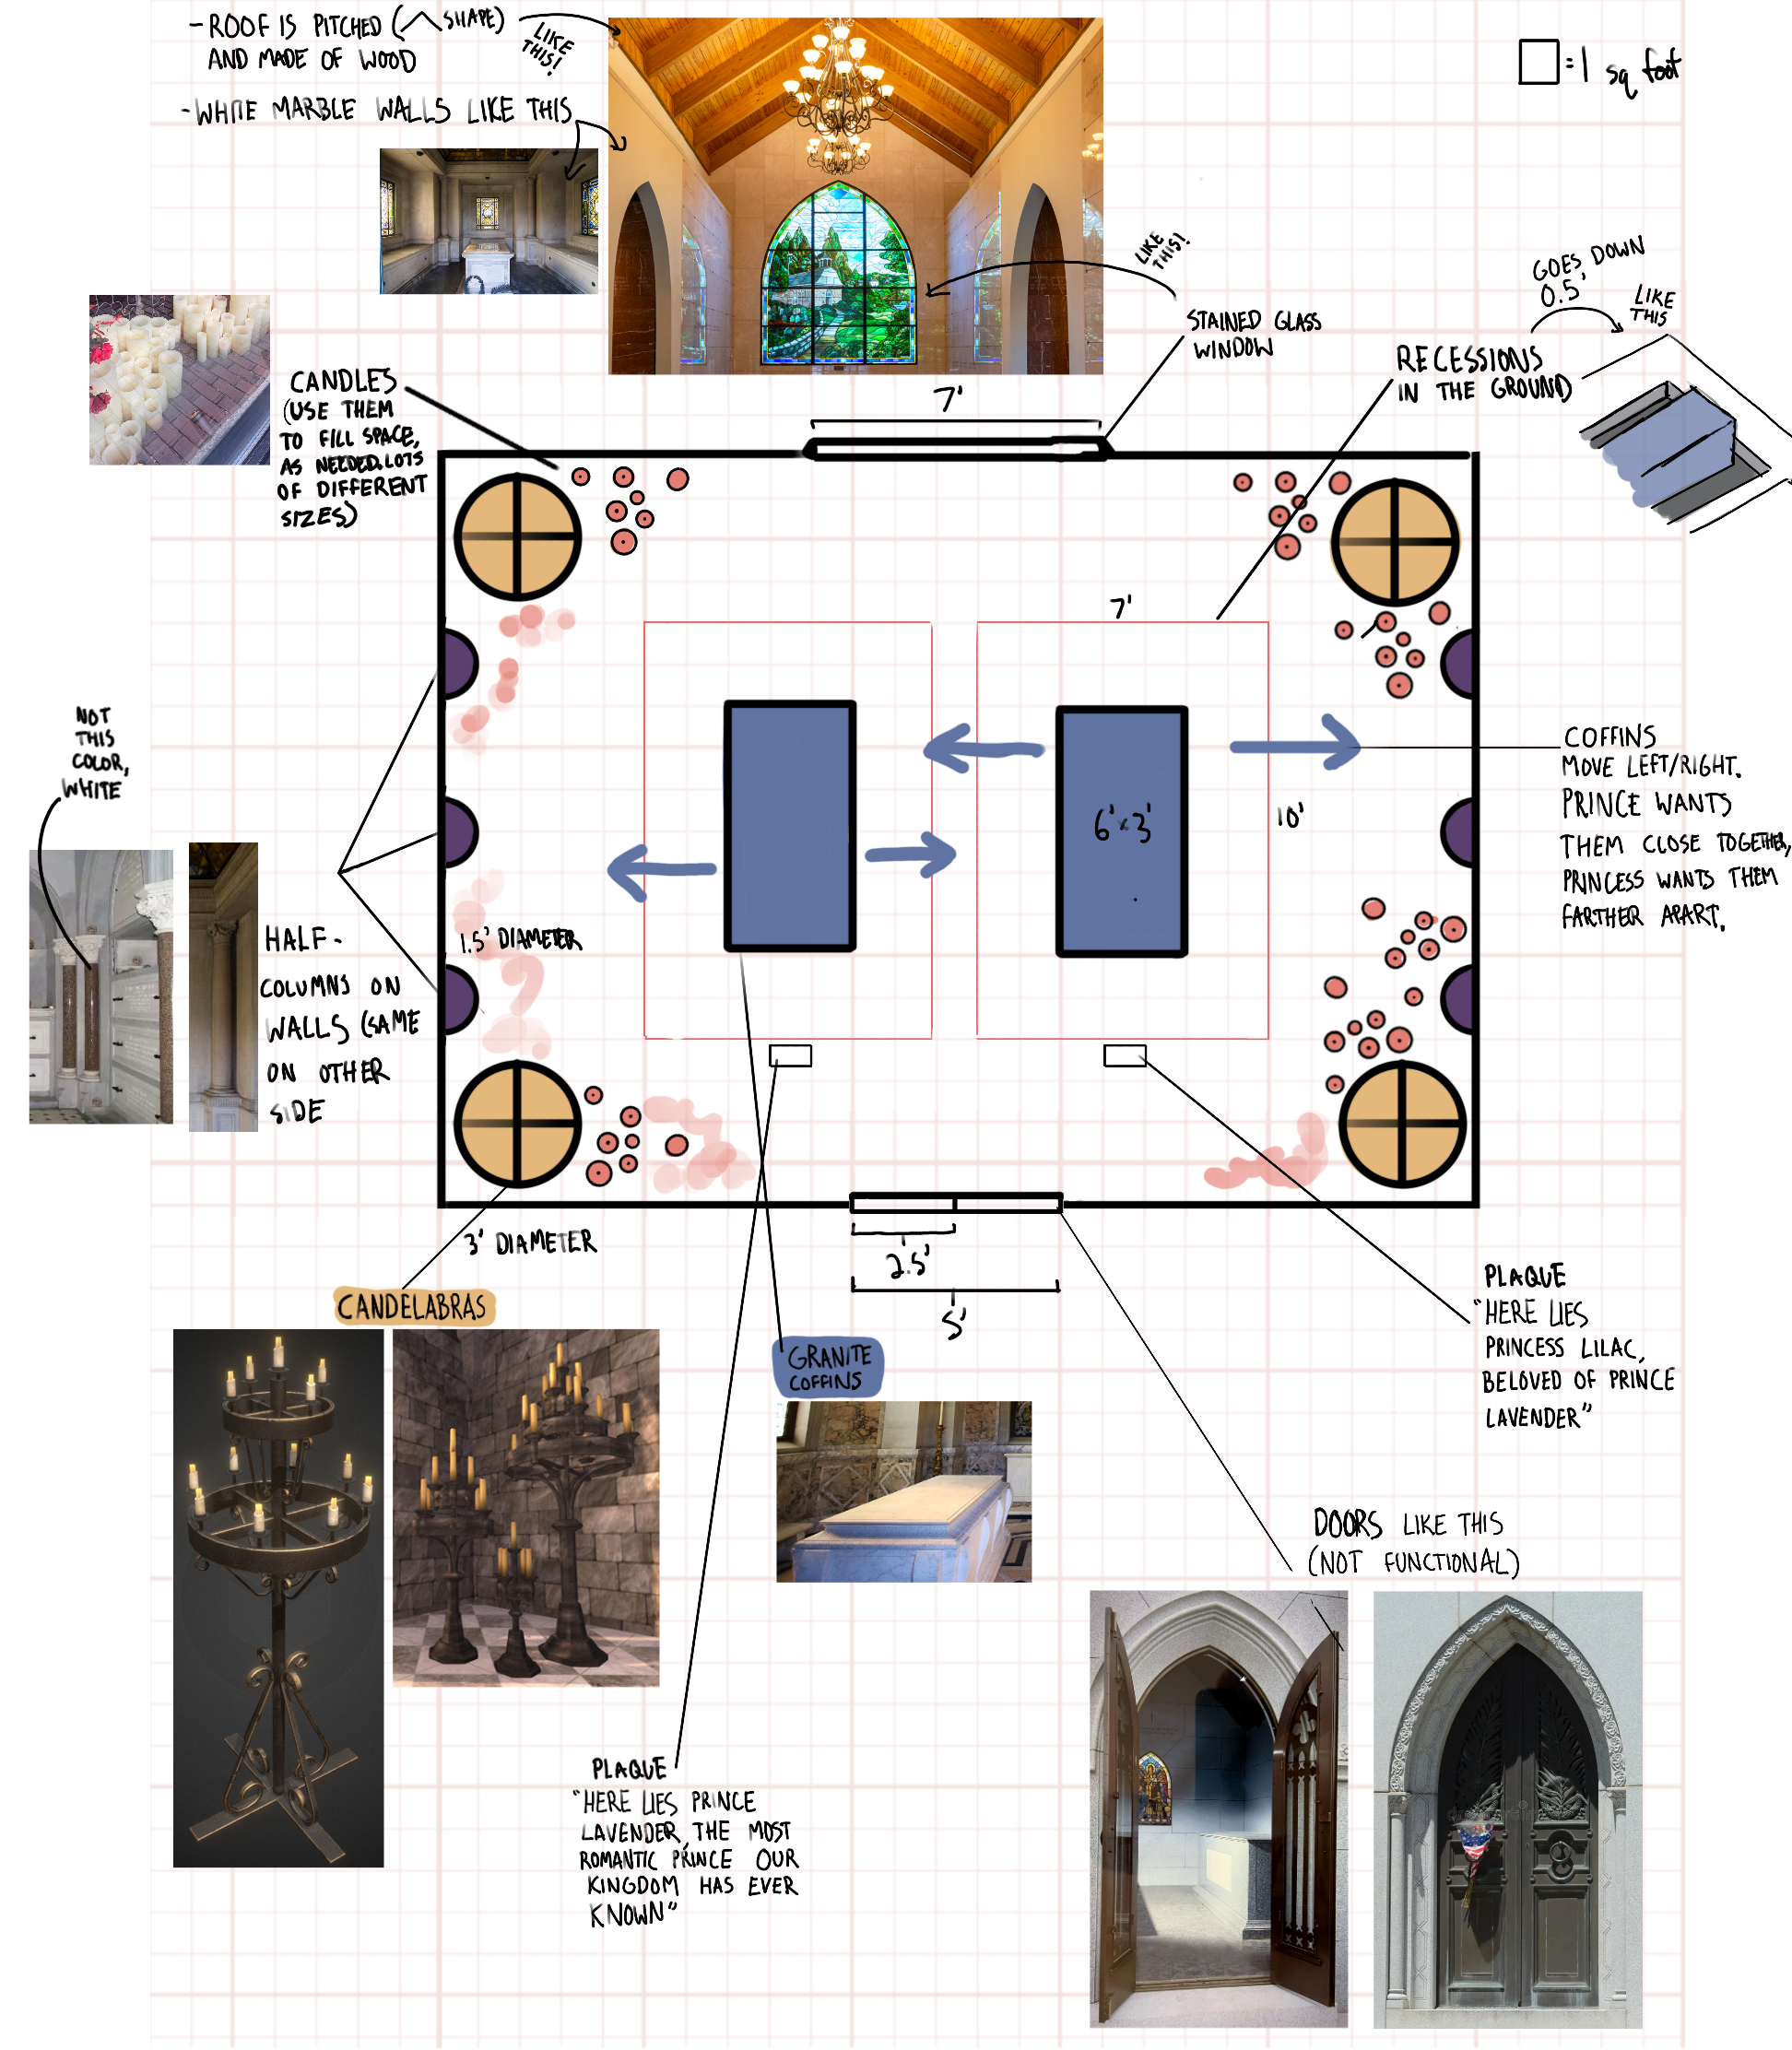 - ROOF IS PITCHED (^ SHAPE)
AND MADE OF WOOD
LIKE
THIS!
- WHITE MARBLE WALLS LIKE THIS
= 1 sq foot
LIKE
THIS!
STAINED GLASS
WINDOW
GOES DOWN
0.5'
LIKE
THIS
RECESSIONS
IN THE GROUND
CANDLES
(USE THEM
TO FILL SPACE,
AS NEEDED. LOTS
OF DIFFERENT
SIZES)
7'
7'
10'
6' x 3'
COFFINS
MOVE LEFT/RIGHT.
PRINCE WANTS
THEM CLOSE TOGETHER,
PRINCESS WANTS THEM
FARTHER APART.
NOT
THIS
COLOR,
WHITE
HALF-
COLUMNS ON
WALLS (SAME
ON OTHER
SIDE
1.5' DIAMETER
3' DIAMETER
CANDELABRAS
2.5'
5'
GRANITE
COFFINS
PLAQUE
"HERE LIES
PRINCESS LILAC,
BELOVED OF PRINCE
LAVENDER"
DOORS LIKE THIS
(NOT FUNCTIONAL)
PLAQUE
"HERE LIES PRINCE
LAVENDER, THE MOST
ROMANTIC PRINCE OUR
KINGDOM HAS EVER
KNOWN"